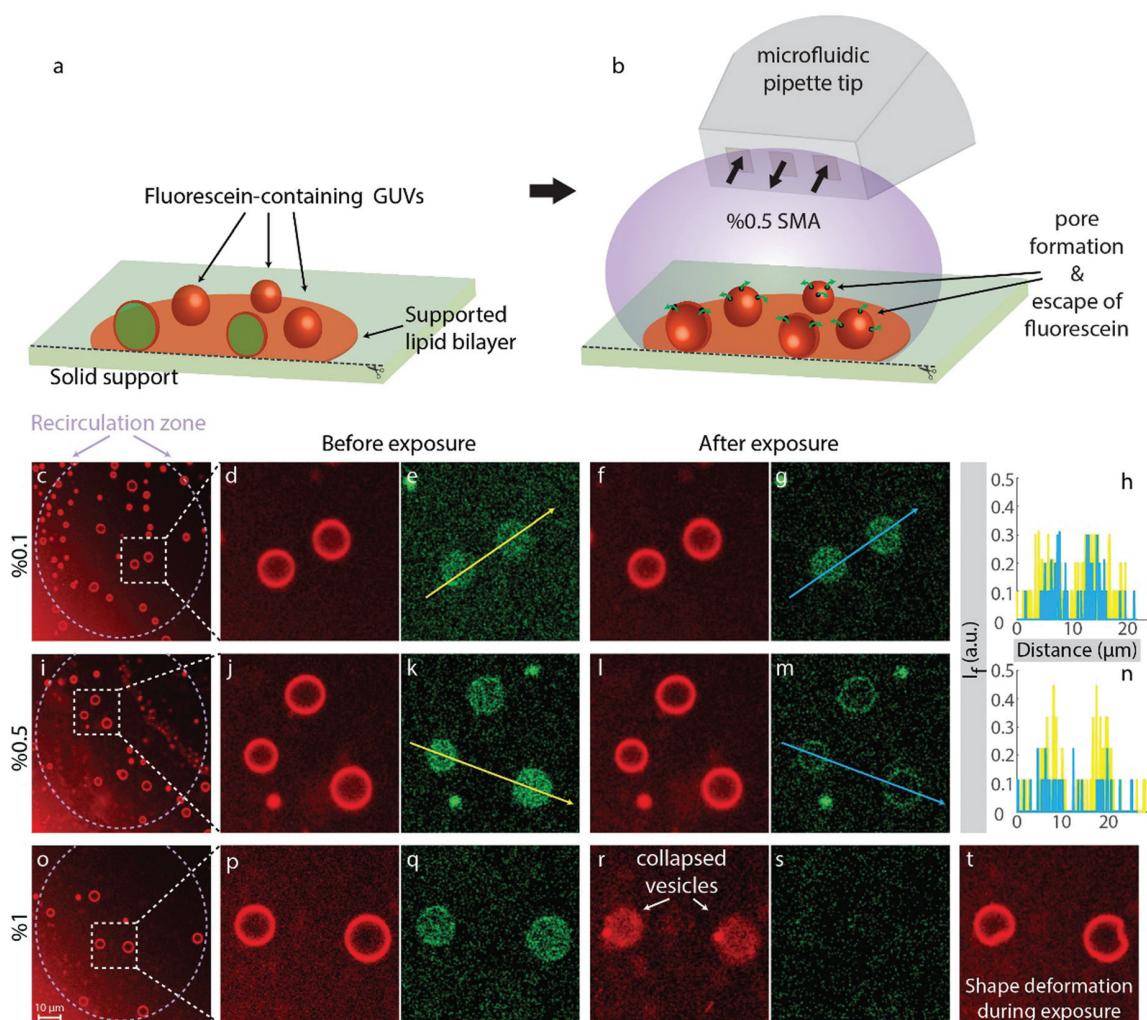 a
b
microfluidic
pipette tip
Fluorescein-containing GUVs
%0.5 SMA
pore
formation
&
escape of
fluorescein
Supported
lipid bilayer
Solid support
Recirculation zone
Before exposure
After exposure
%0.1
c
d
e
f
g
h
0.5
0.4
0.3
0.2
0.1
0
0
10
20
I_f (a.u.)
Distance (μm)
%0.5
i
j
k
l
m
n
0.5
0.4
0.3
0.2
0.1
0
0
10
20
%1
o
10 μm
p
q
r
collapsed
vesicles
s
t
Shape deformation
during exposure